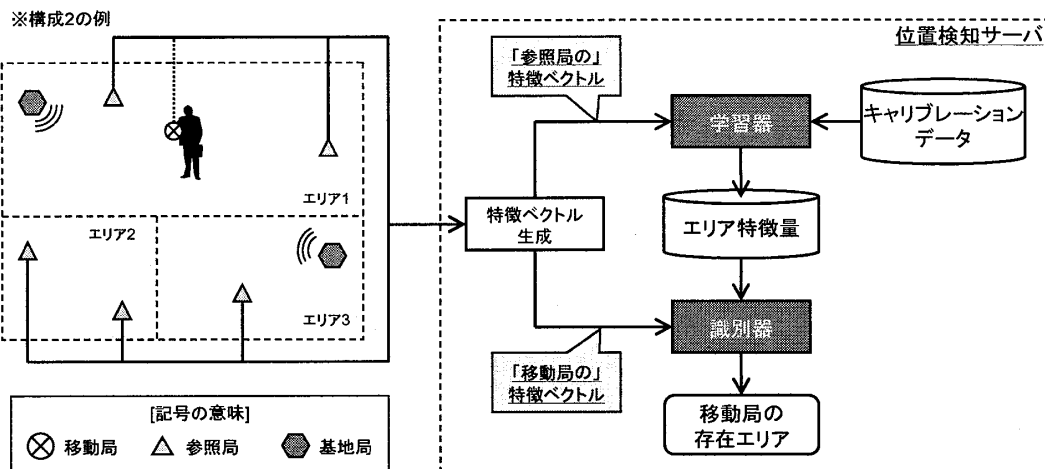 ※構成2の例
位置検知サーバ
「参照局の」
特徴ベクトル
学習器
キャリブレーション
データ
エリア1
特徴ベクトル
生成
エリア特徴量
エリア2
エリア3
識別器
「移動局の」
特徴ベクトル
[記号の意味]
移動局
参照局
基地局
移動局の
存在エリア